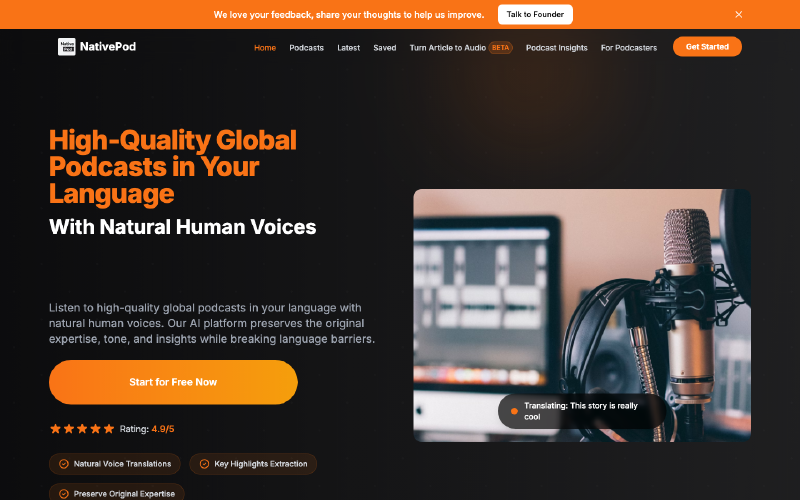 We love your feedback, share your thoughts to help us improve.
Talk to Founder
NativePod
Home
Podcasts
Latest
Saved
Turn Article to Audio BETA
Podcast Insights
For Podcasters
Get Started
High-Quality Global
Podcasts in Your
Language
With Natural Human Voices
Listen to high-quality global podcasts in your language with
natural human voices. Our AI platform preserves the original
expertise, tone, and insights while breaking language barriers.
Start for Free Now
Rating: 4.9/5
Natural Voice Translations
Key Highlights Extraction
Preserve Original Expertise
Translating: This story is really
cool